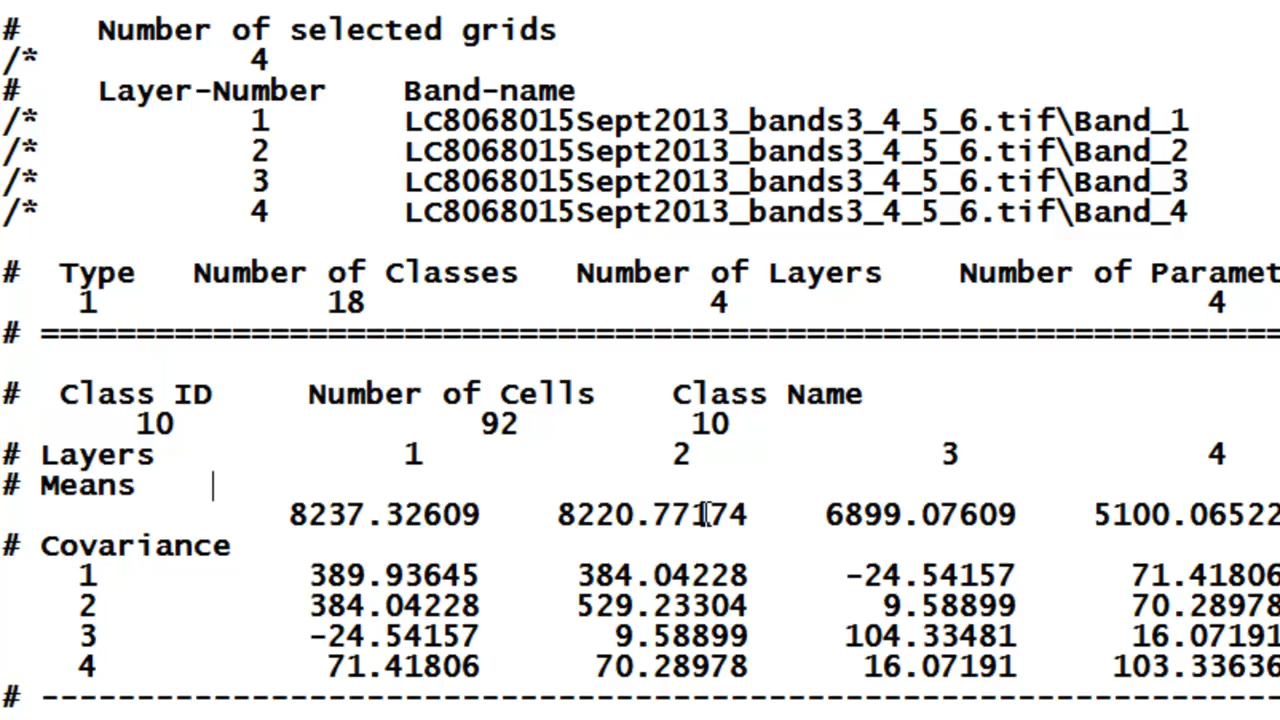 # Number of selected grids
/* 4
# Layer-Number Band-name
/* 1 LC8068015Sept2013_bands3_4_5_6.tif\Band_1
/* 2 LC8068015Sept2013_bands3_4_5_6.tif\Band_2
/* 3 LC8068015Sept2013_bands3_4_5_6.tif\Band_3
/* 4 LC8068015Sept2013_bands3_4_5_6.tif\Band_4
# Type Number of Classes Number of Layers Number of Paramet
1 18 4 4
# =================================================================
# Class ID Number of Cells Class Name
10 92 10
# Layers 1 2 3 4
# Means
8237.32609 8220.77174 6899.07609 5100.06522
# Covariance
1 389.93645 384.04228 -24.54157 71.41806
2 384.04228 529.23304 9.58899 70.28978
3 -24.54157 9.58899 104.33481 16.07191
4 71.41806 70.28978 16.07191 103.33636
# -----------------------------------------------------------------